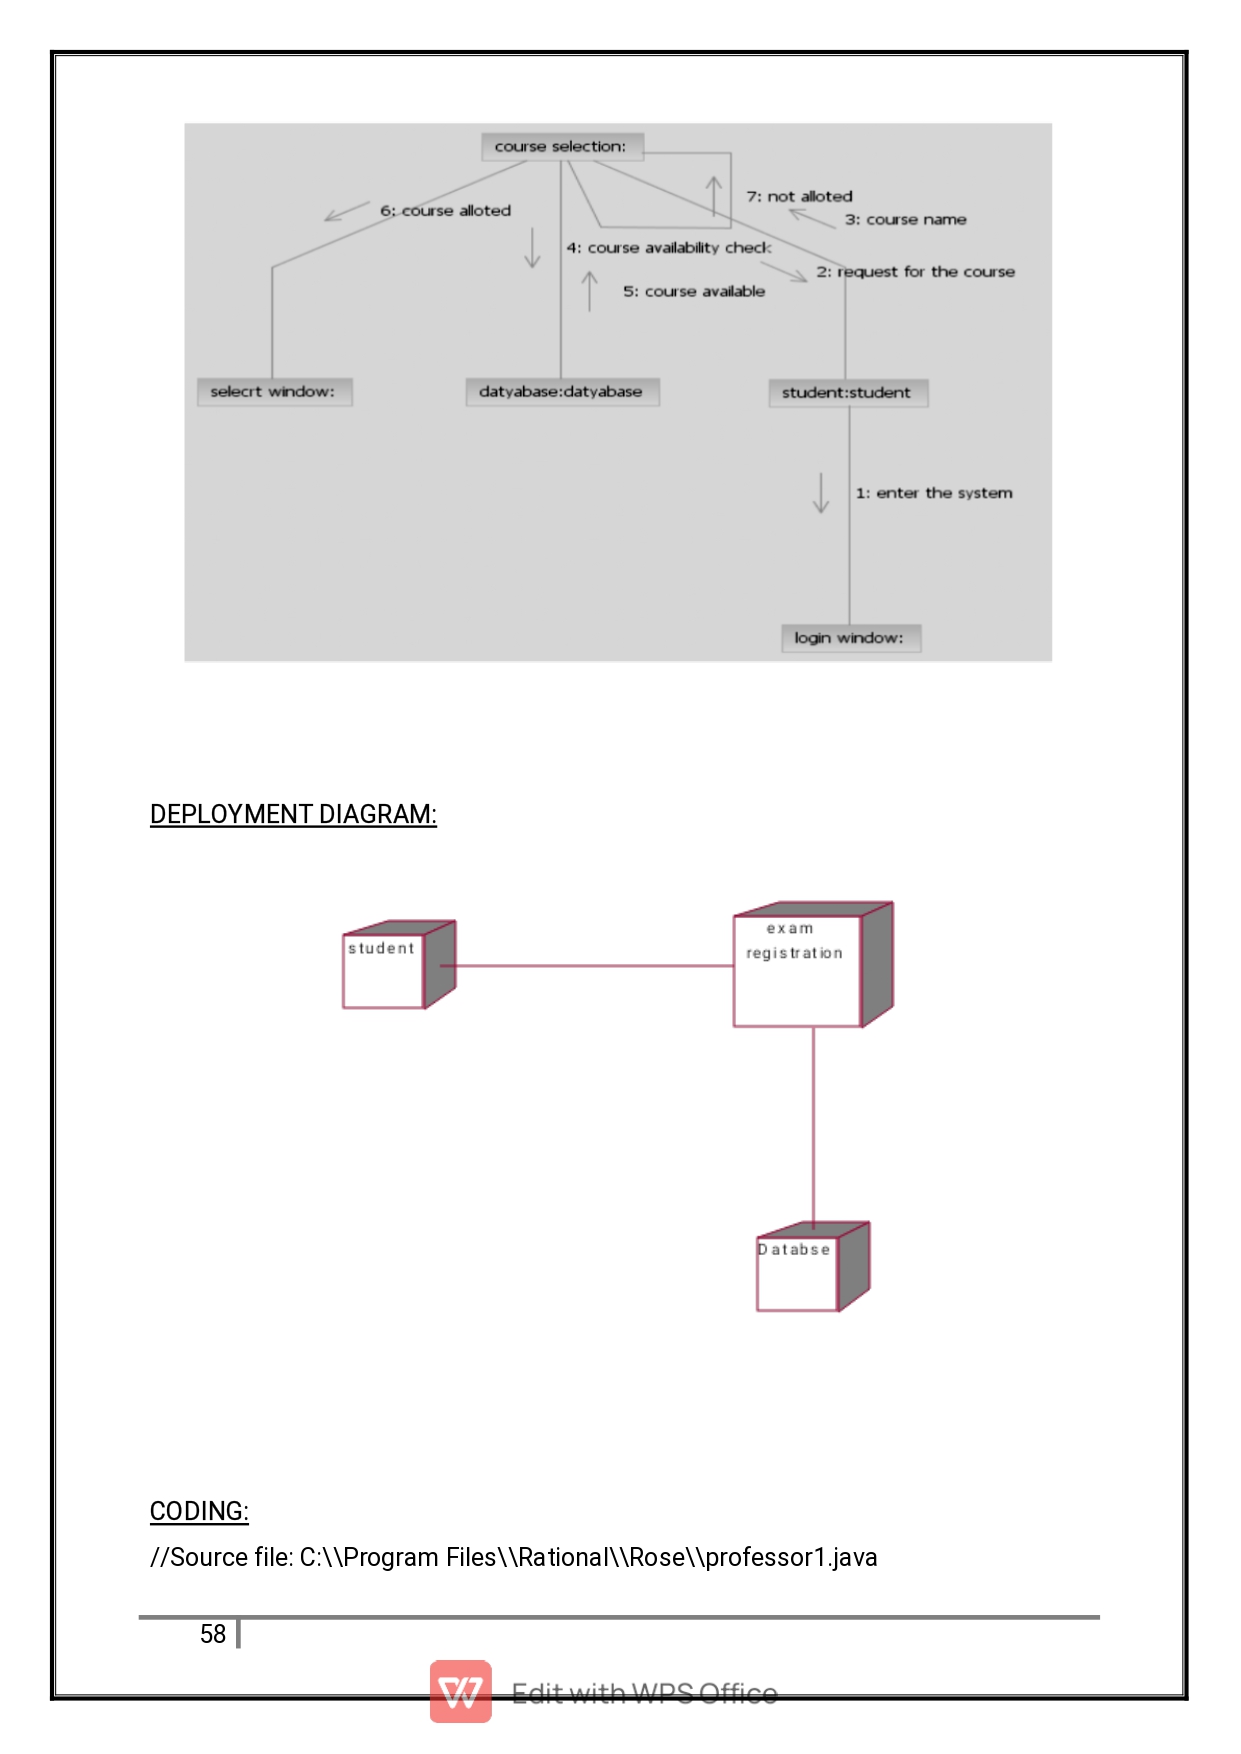 course selection:
7: not alloted
6: course alloted
3: course name
4: course availability check
2: request for the course
5: course available
selecrt window:
datyabase:datyabase
student:student
1: enter the system
login window:
DEPLOYMENT DIAGRAM:
exam
registration
student
Databse
CODING:
//Source file: C:\\Program Files\\Rational\\Rose\\professor1.java
58
Edit with WPS Office